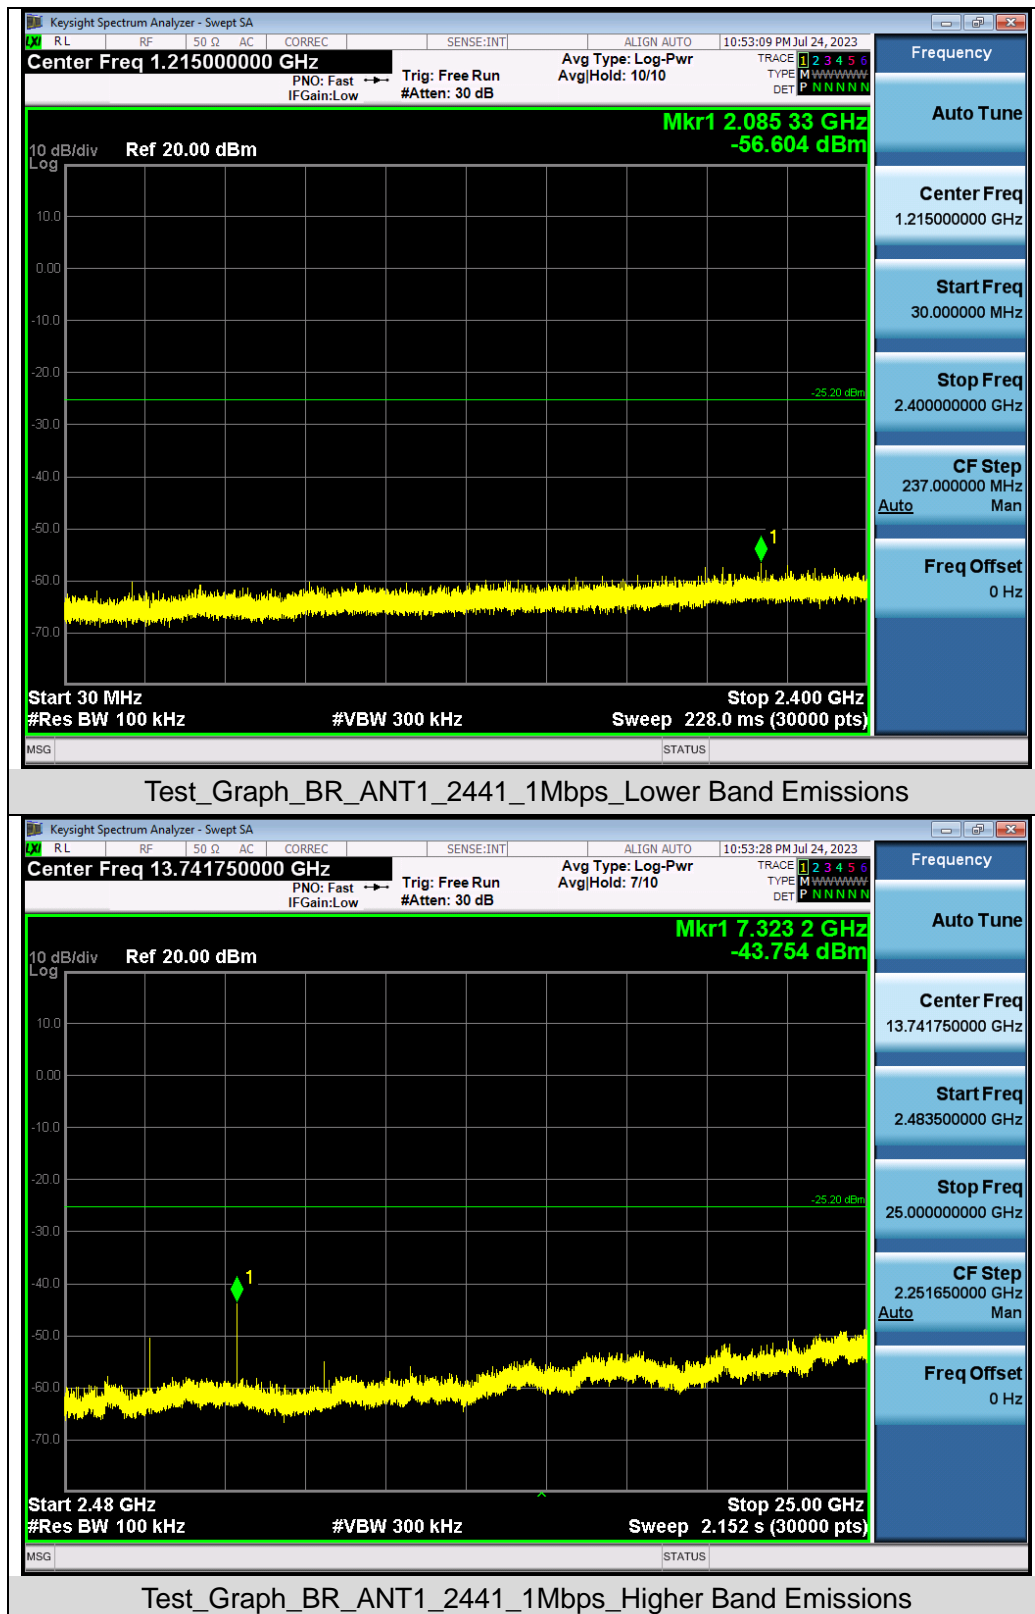 Keysight Spectrum Analyzer - Swept SA
LXI RL RF 50 Ω AC CORREC SENSE:INT ALIGN AUTO 10:53:09 PM Jul 24, 2023
Center Freq 1.215000000 GHz
PNO: Fast
IFGain:Low
Trig: Free Run
#Atten: 30 dB
Avg Type: Log-Pwr
Avg|Hold: 10/10
TRACE 1 2 3 4 5 6
TYPE M WWWWW
DET P N N N N N
Mkr1 2.085 33 GHz
-56.604 dBm
10 dB/div Ref 20.00 dBm
Log
10.0
0.00
-10.0
-20.0
-25.20 dBm
-30.0
-40.0
-50.0
1
-60.0
-70.0
Start 30 MHz Stop 2.400 GHz
#Res BW 100 kHz #VBW 300 kHz Sweep 228.0 ms (30000 pts)
MSG STATUS
Frequency
Auto Tune
Center Freq
1.215000000 GHz
Start Freq
30.000000 MHz
Stop Freq
2.400000000 GHz
CF Step
237.000000 MHz
Auto Man
Freq Offset
0 Hz
Test_Graph_BR_ANT1_2441_1Mbps_Lower Band Emissions
Keysight Spectrum Analyzer - Swept SA
LXI RL RF 50 Ω AC CORREC SENSE:INT ALIGN AUTO 10:53:28 PM Jul 24, 2023
Center Freq 13.741750000 GHz
PNO: Fast
IFGain:Low
Trig: Free Run
#Atten: 30 dB
Avg Type: Log-Pwr
Avg|Hold: 7/10
TRACE 1 2 3 4 5 6
TYPE M WWWWW
DET P N N N N N
Mkr1 7.323 2 GHz
-43.754 dBm
10 dB/div Ref 20.00 dBm
Log
10.0
0.00
-10.0
-20.0
-25.20 dBm
-30.0
-40.0
1
-50.0
-60.0
-70.0
Start 2.48 GHz Stop 25.00 GHz
#Res BW 100 kHz #VBW 300 kHz Sweep 2.152 s (30000 pts)
MSG STATUS
Frequency
Auto Tune
Center Freq
13.741750000 GHz
Start Freq
2.483500000 GHz
Stop Freq
25.000000000 GHz
CF Step
2.251650000 GHz
Auto Man
Freq Offset
0 Hz
Test_Graph_BR_ANT1_2441_1Mbps_Higher Band Emissions